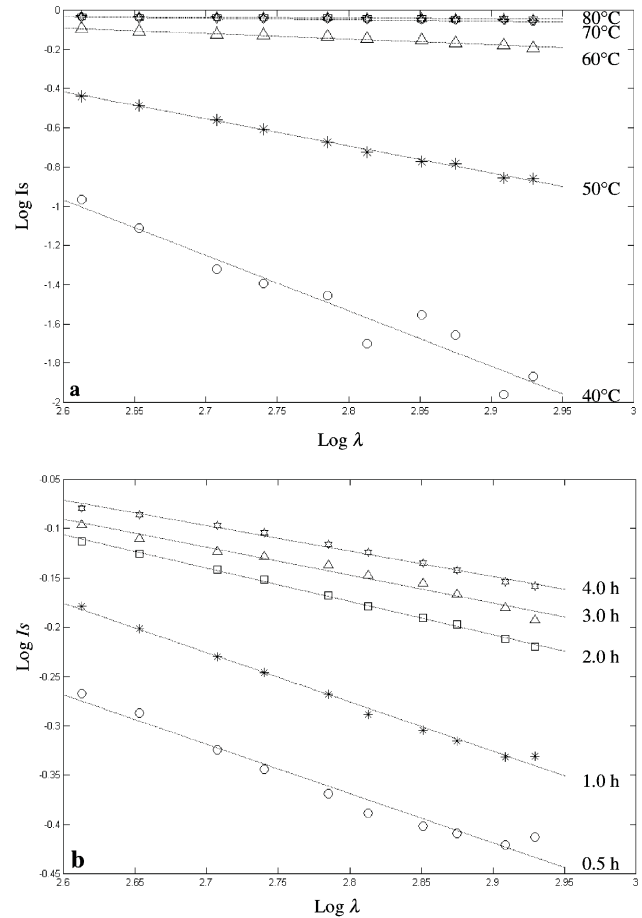 0
80°C
70°C
-0.2
60°C
-0.4
-0.6
-0.8
50°C
Log Is
-1
-1.2
-1.4
-1.6
-1.8
a
40°C
-2
2.6 2.65 2.7 2.75 2.8 2.85 2.9 2.95 3
Log λ
-0.05
-0.1
-0.15
4.0 h
3.0 h
-0.2
2.0 h
Log Is
-0.25
-0.3
-0.35
1.0 h
-0.4
b
0.5 h
-0.45
2.6 2.65 2.7 2.75 2.8 2.85 2.9 2.95 3
Log λ